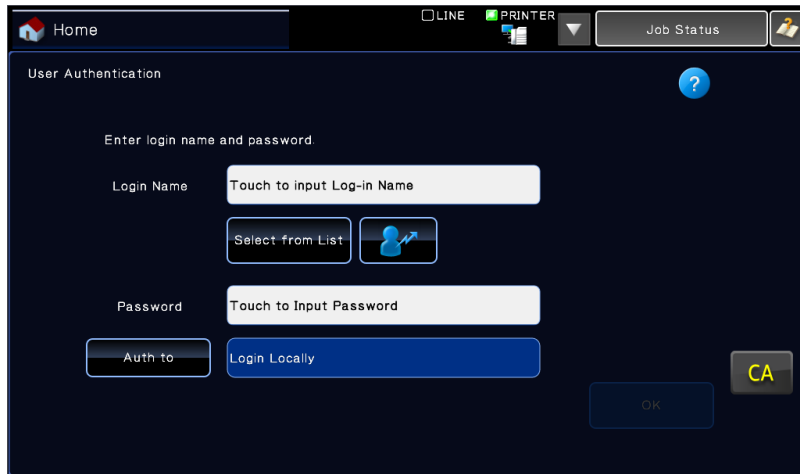 Home
LINE
PRINTER
Job Status
?
User Authentication
?
Enter login name and password.
Login Name
Touch to input Log-in Name
Select from List
Password
Touch to Input Password
Auth to
Login Locally
CA
OK